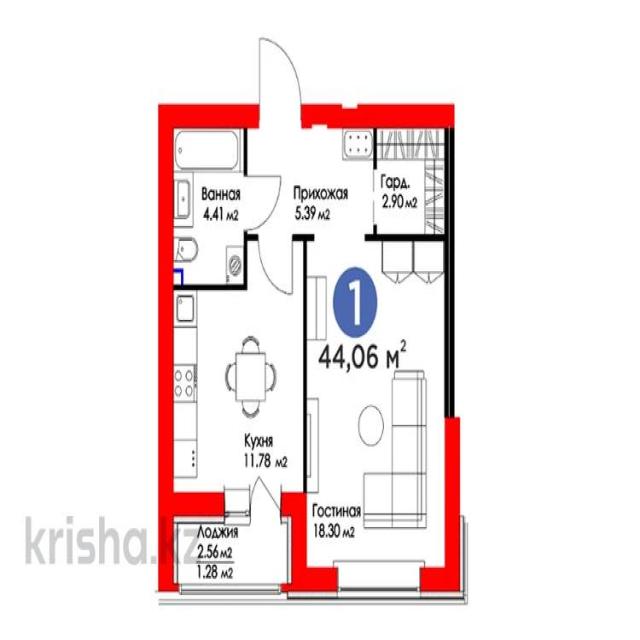 Ванная
4.41 м2
Прихожая
5.39 м2
Гард.
2.90 м2
1
44,06 м2
Кухня
11.78 м2
Гостиная
18.30 м2
Лоджия
2.56 м2
1.28 м2
krisha.kz